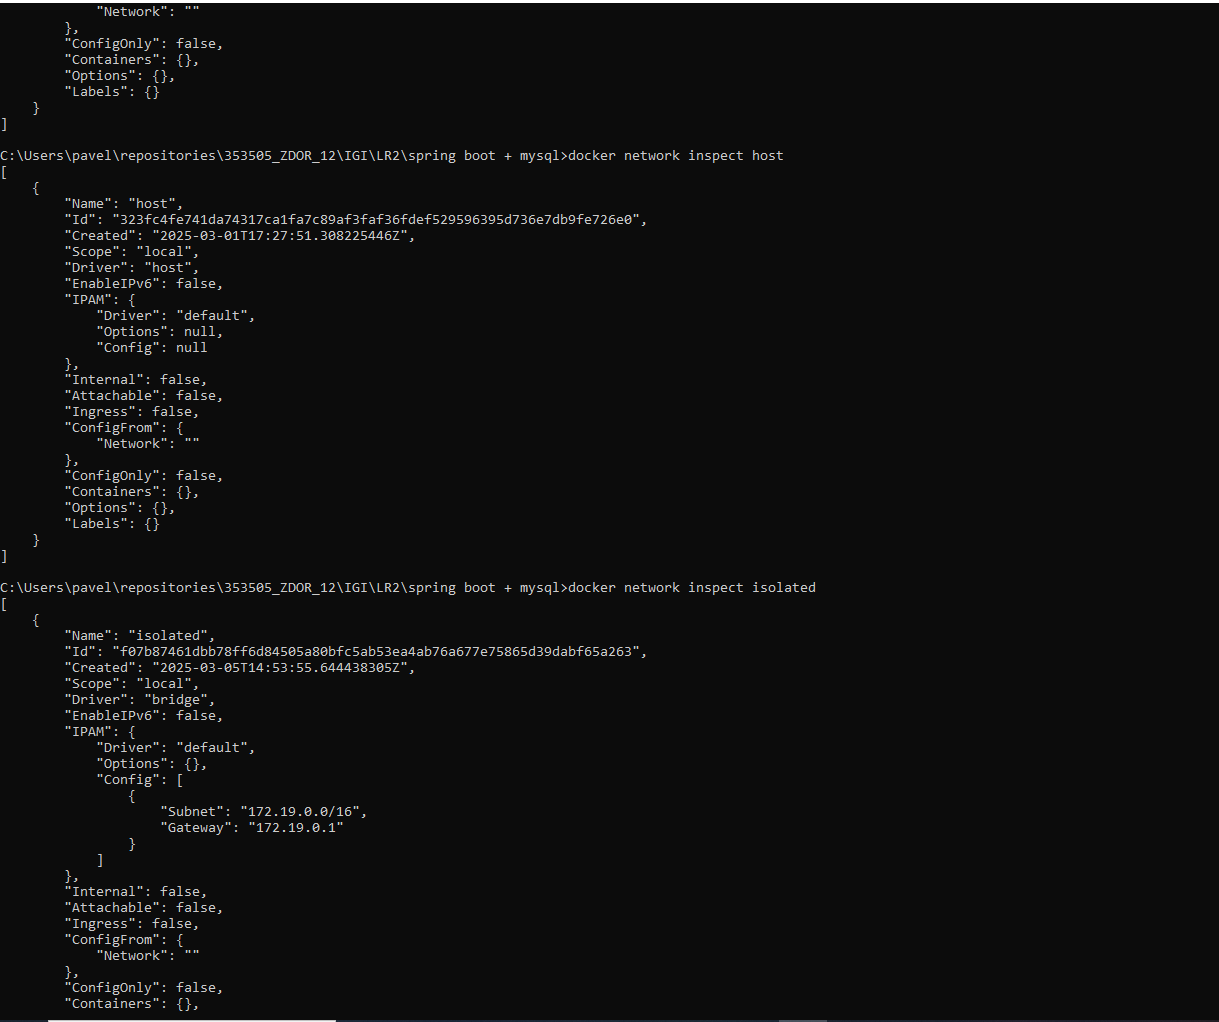 "Network": ""
        },
        "ConfigOnly": false,
        "Containers": {},
        "Options": {},
        "Labels": {}
    }
]
C:\Users\pavel\repositories\353505_ZDOR_12\IGI\LR2\spring boot + mysql>docker network inspect host
[
    {
        "Name": "host",
        "Id": "323fc4fe741da74317ca1fa7c89af3faf36fdef529596395d736e7db9fe726e0",
        "Created": "2025-03-01T17:27:51.308225446Z",
        "Scope": "local",
        "Driver": "host",
        "EnableIPv6": false,
        "IPAM": {
            "Driver": "default",
            "Options": null,
            "Config": null
        },
        "Internal": false,
        "Attachable": false,
        "Ingress": false,
        "ConfigFrom": {
            "Network": ""
        },
        "ConfigOnly": false,
        "Containers": {},
        "Options": {},
        "Labels": {}
    }
]
C:\Users\pavel\repositories\353505_ZDOR_12\IGI\LR2\spring boot + mysql>docker network inspect isolated
[
    {
        "Name": "isolated",
        "Id": "f07b87461dbb78ff6d84505a80bfc5ab53ea4ab76a677e75865d39dabf65a263",
        "Created": "2025-03-05T14:53:55.644438305Z",
        "Scope": "local",
        "Driver": "bridge",
        "EnableIPv6": false,
        "IPAM": {
            "Driver": "default",
            "Options": {},
            "Config": [
                {
                    "Subnet": "172.19.0.0/16",
                    "Gateway": "172.19.0.1"
                }
            ]
        },
        "Internal": false,
        "Attachable": false,
        "Ingress": false,
        "ConfigFrom": {
            "Network": ""
        },
        "ConfigOnly": false,
        "Containers": {},